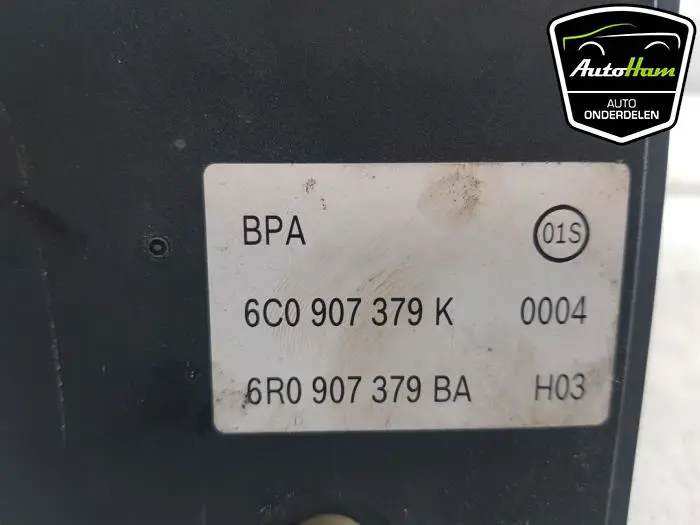 AutoHam
AUTO
ONDERDELEN
BPA 01S
6C0 907 379 K 0004
6R0 907 379 BA H03